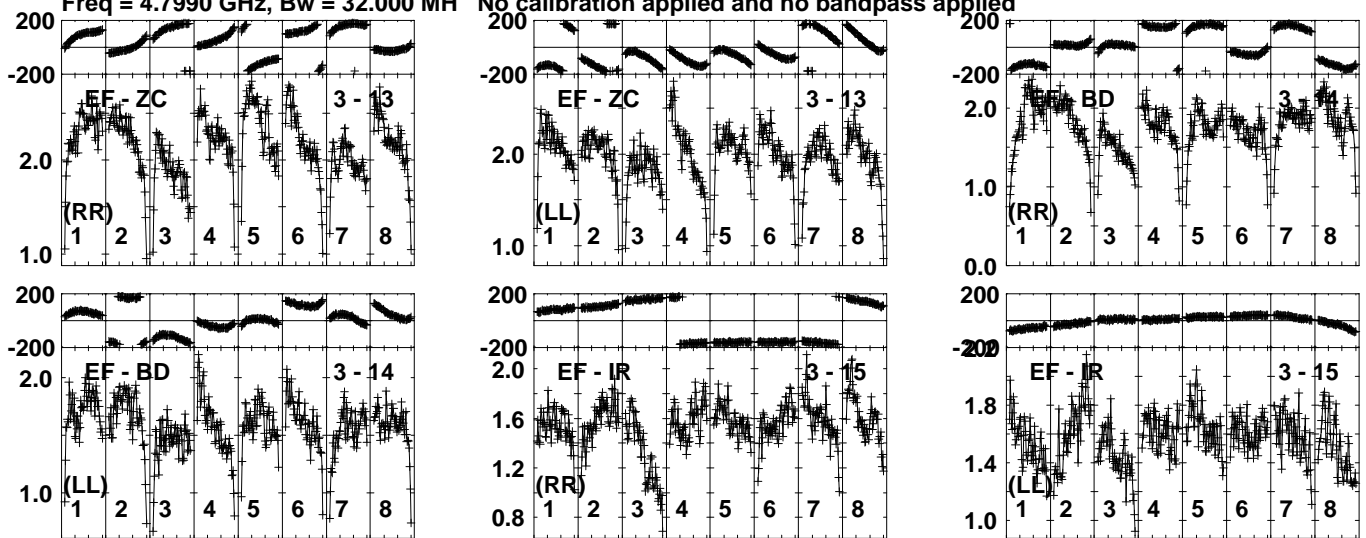 Freq = 4.7990 GHz, Bw = 32.000 MH No calibration applied and no bandpass applied
200
-200
EF - ZC 3 - 13
2.0
(RR)
1 2 3 4 5 6 7 8
1.0
200
-200
EF - ZC 3 - 13
2.0
(LL)
1 2 3 4 5 6 7 8
1.0
200
-200
EF - BD 3 - 14
2.0
1.0
(RR)
1 2 3 4 5 6 7 8
0.0
200
-200
EF - BD 3 - 14
2.0
1.0
(LL)
1 2 3 4 5 6 7 8
200
-200
EF - IR 3 - 15
2.0
1.6
1.2
(RR)
1 2 3 4 5 6 7 8
0.8
200
-200
2.2
EF - IR 3 - 15
1.8
1.4
(LL)
1 2 3 4 5 6 7 8
1.0